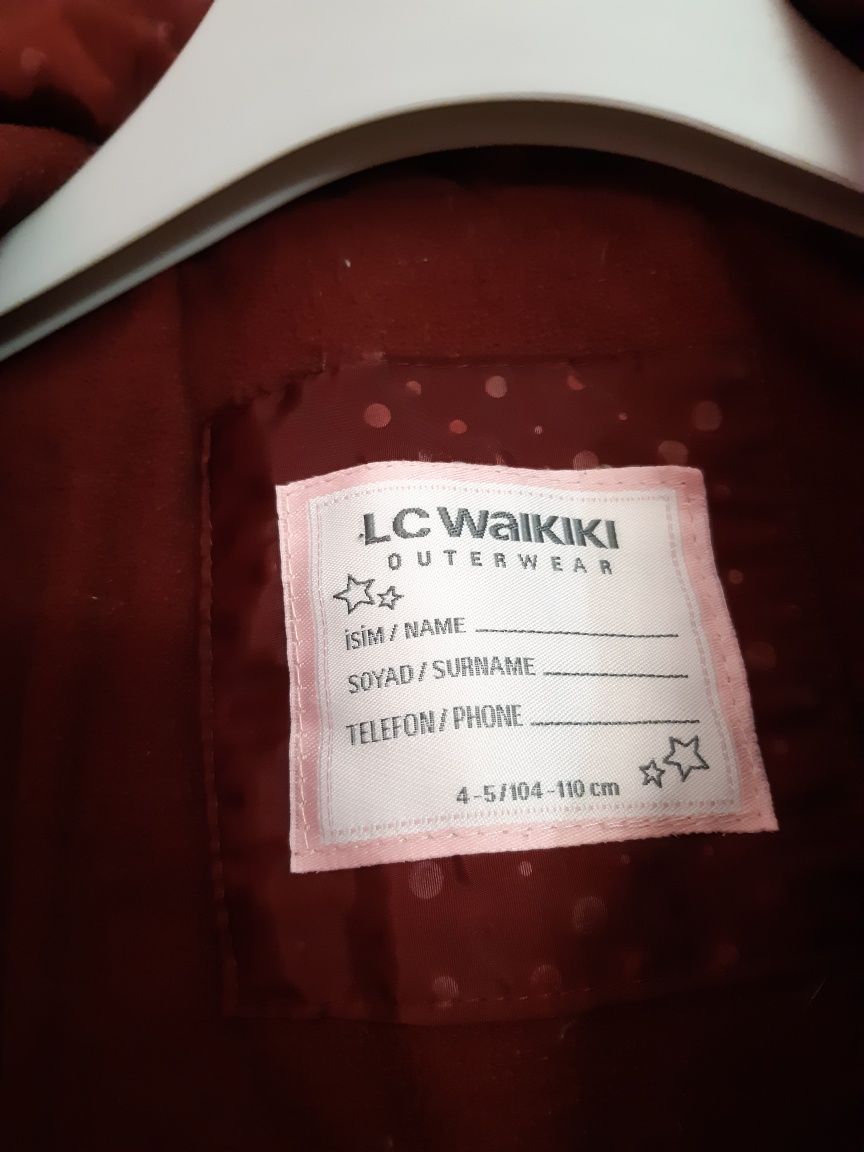 LC Waikiki
OUTERWEAR
İSİM / NAME
SOYAD / SURNAME
TELEFON / PHONE
4-5/104-110 cm